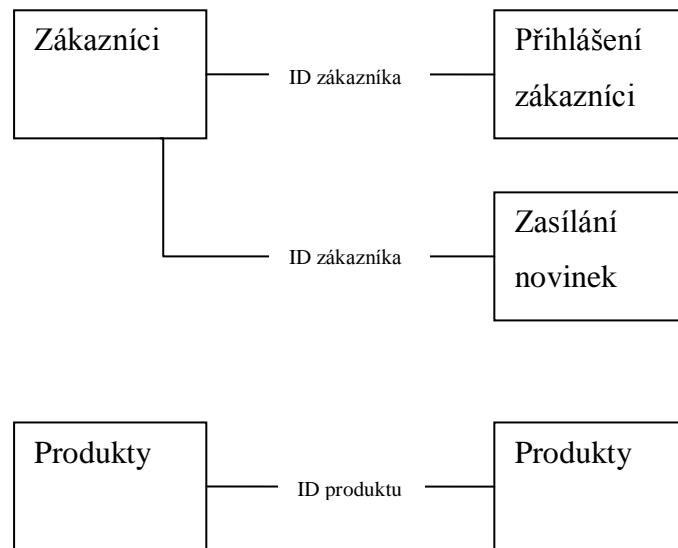 Zákazníci
ID zákazníka
Přihlášení
zákazníci
ID zákazníka
Zasílání
novinek
Produkty
ID produktu
Produkty